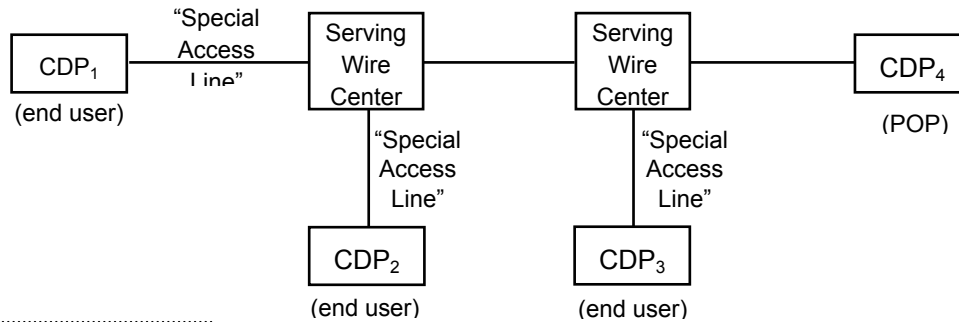 “Special
Access
Line”
CDP₁
(end user)
Serving
Wire
Center
Serving
Wire
Center
CDP₄
(POP)
“Special
Access
Line”
“Special
Access
Line”
CDP₂
(end user)
CDP₃
(end user)